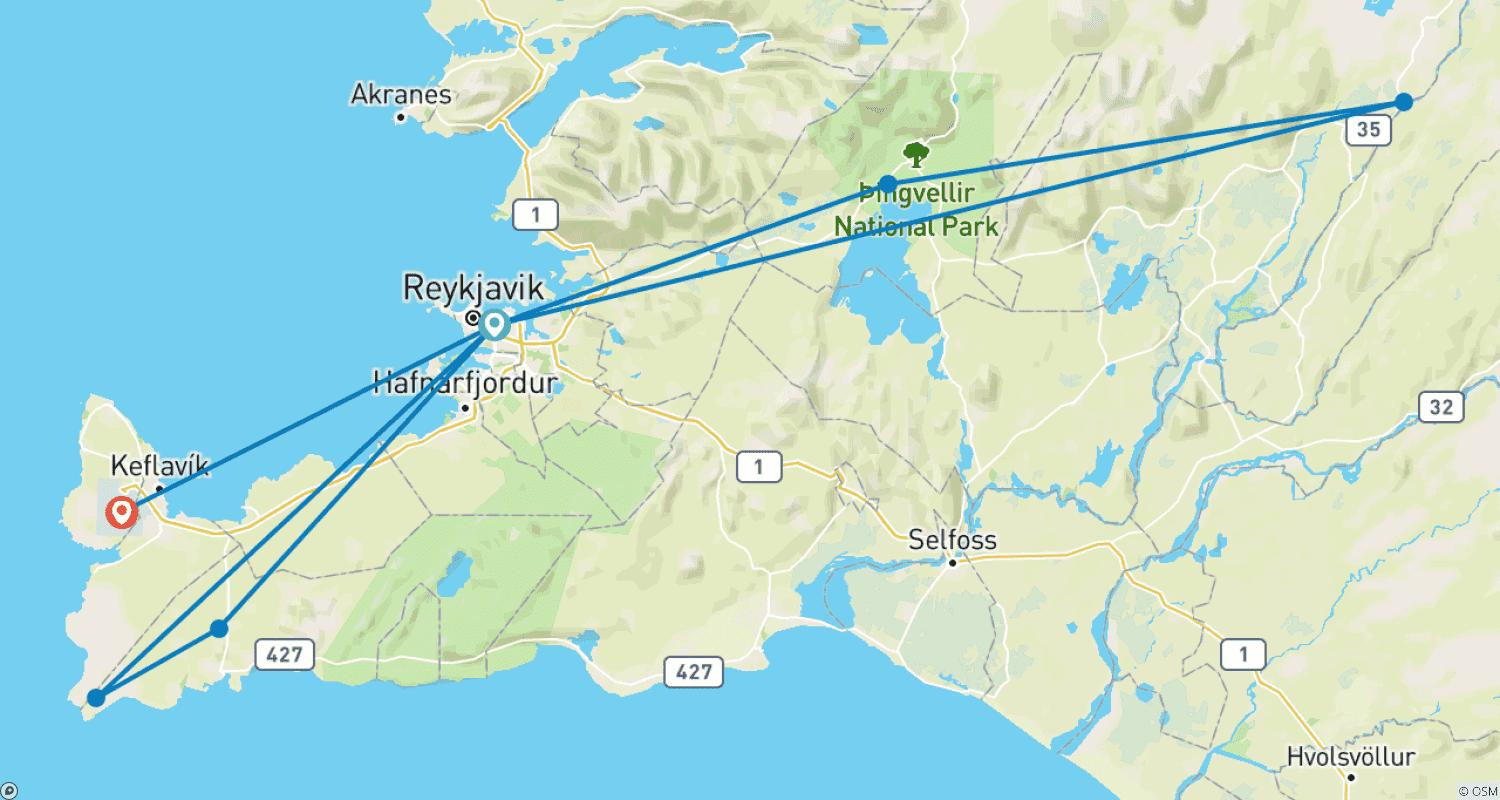 Akranes
35
Þingvellir
National Park
1
Reykjavik
Hafnarfjordur
32
Keflavík
1
Selfoss
427
427
1
Hvolsvöllur
© OSM